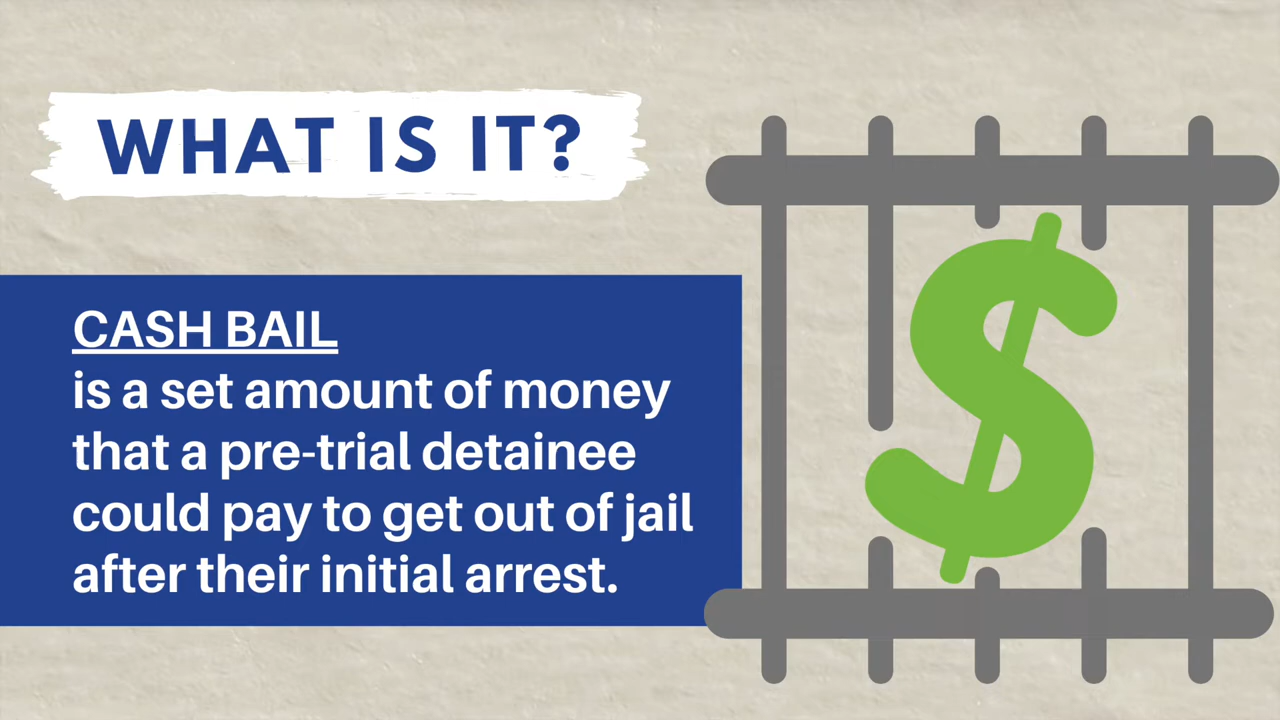 WHAT IS IT?
CASH BAIL
is a set amount of money
that a pre-trial detainee
could pay to get out of jail
after their initial arrest.
$